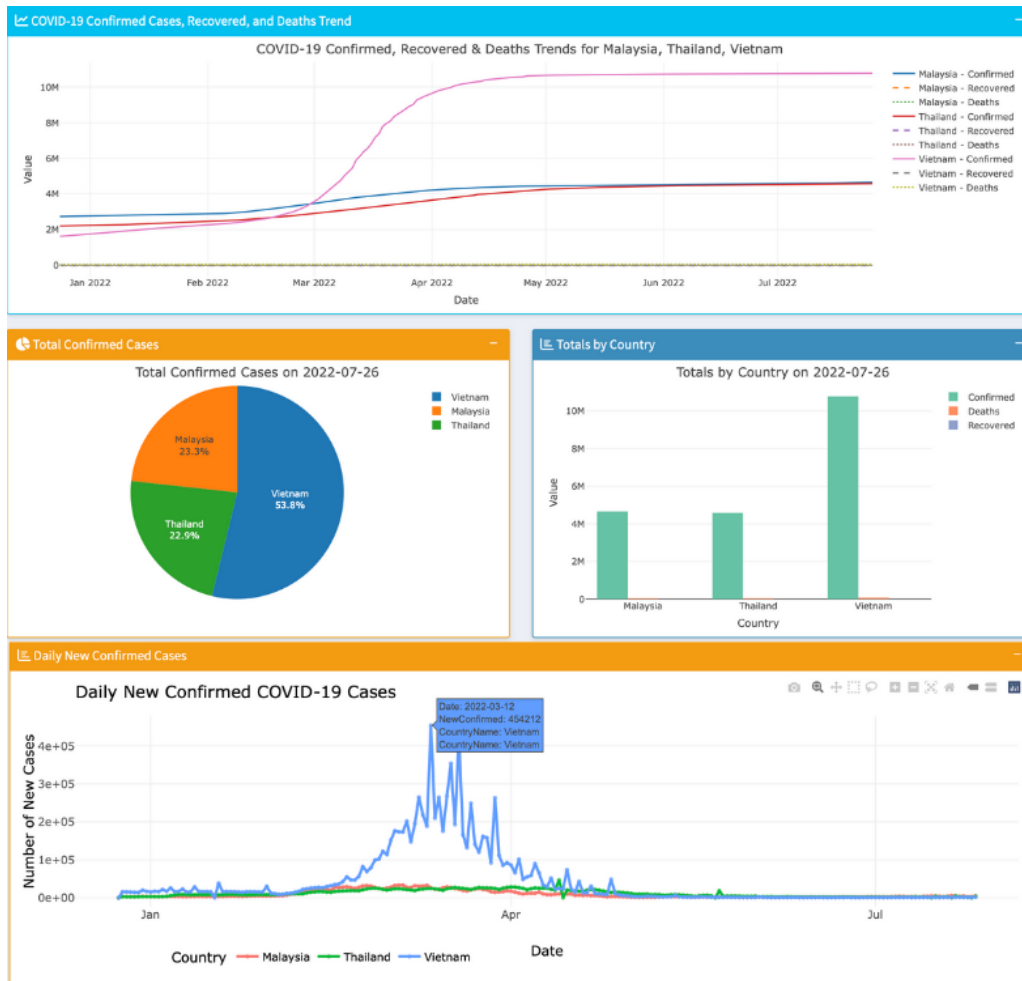 COVID-19 Confirmed Cases, Recovered, and Deaths Trend
COVID-19 Confirmed, Recovered & Deaths Trends for Malaysia, Thailand, Vietnam
Value
10M
8M
6M
4M
2M
0
Jan 2022
Feb 2022
Mar 2022
Apr 2022
May 2022
Jun 2022
Jul 2022
Date
Malaysia - Confirmed
Malaysia - Recovered
Malaysia - Deaths
Thailand - Confirmed
Thailand - Recovered
Thailand - Deaths
Vietnam - Confirmed
Vietnam - Recovered
Vietnam - Deaths
Total Confirmed Cases
Total Confirmed Cases on 2022-07-26
Malaysia
23.3%
Vietnam
53.8%
Thailand
22.9%
Vietnam
Malaysia
Thailand
Totals by Country
Totals by Country on 2022-07-26
Value
10M
8M
6M
4M
2M
0
Malaysia
Thailand
Vietnam
Country
Confirmed
Deaths
Recovered
Daily New Confirmed Cases
Daily New Confirmed COVID-19 Cases
Date: 2022-03-12
NewConfirmed: 454212
CountryName: Vietnam
CountryName: Vietnam
Number of New Cases
4e+05
3e+05
2e+05
1e+05
0e+00
Jan
Apr
Jul
Date
Country
Malaysia
Thailand
Vietnam